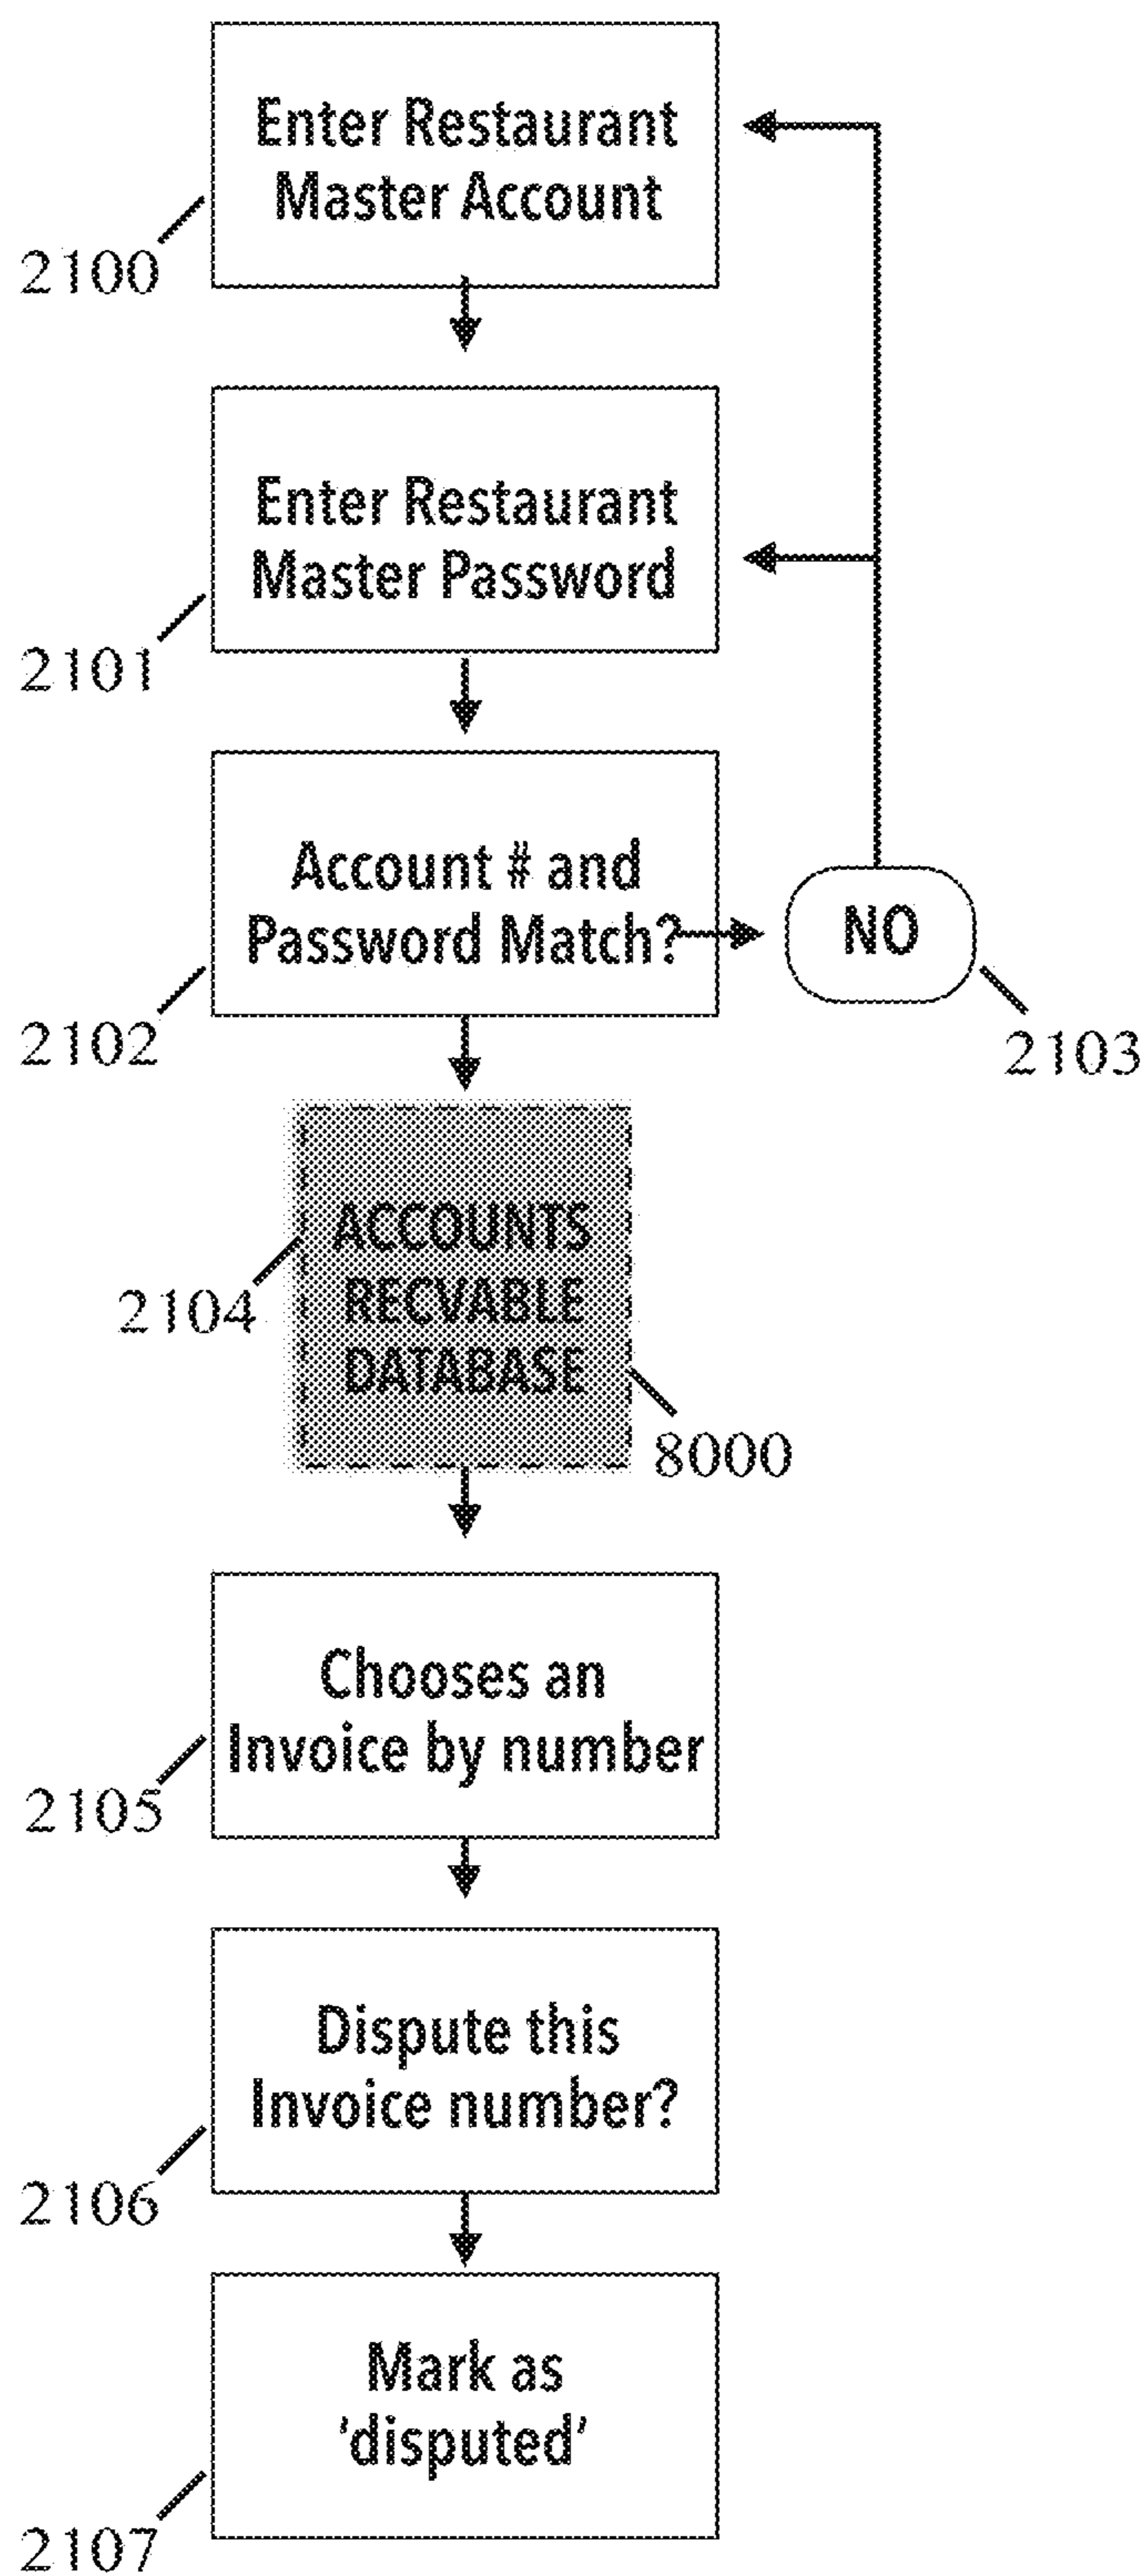 Enter Restaurant
Master Account
2100
Enter Restaurant
Master Password
2101
Account # and
Password Match?
NO
2102
2103
ACCOUNTS
RECVABLE
DATABASE
2104
8000
Chooses an
Invoice by number
2105
Dispute this
Invoice number?
2106
Mark as
'disputed'
2107